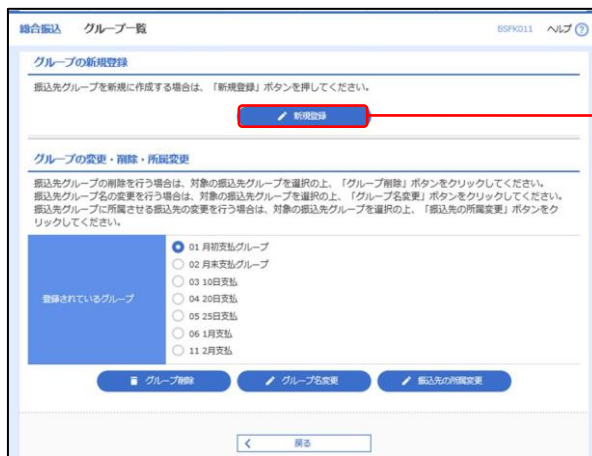 総合振込 グループ一覧 BSFK011 ヘルプ ?
グループの新規登録
振込先グループを新規に作成する場合は、「新規登録」ボタンを押してください。
新規登録
グループの変更・削除・所属変更
振込先グループの削除を行う場合は、対象の振込先グループを選択の上、「グループ削除」ボタンをクリックしてください。
振込先グループ名の変更を行う場合は、対象の振込先グループを選択の上、「グループ名変更」ボタンをクリックしてください。
振込先グループに所属させる振込先の変更を行う場合は、対象の振込先グループを選択の上、「振込先の所属変更」ボタンをク
リックしてください。
登録されているグループ
01 月初支払グループ
02 月末支払グループ
03 10日支払
04 20日支払
05 25日支払
06 1月支払
11 2月支払
グループ削除 グループ名変更 振込先の所属変更
戻る